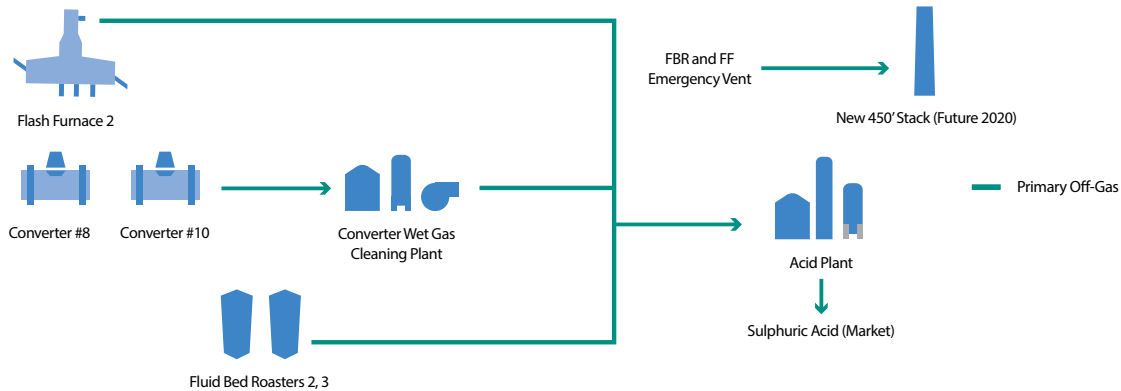 Flash Furnace 2
FBR and FF
Emergency Vent
New 450' Stack (Future 2020)
Converter #8
Converter #10
Converter Wet Gas
Cleaning Plant
Acid Plant
Primary Off-Gas
Sulphuric Acid (Market)
Fluid Bed Roasters 2, 3